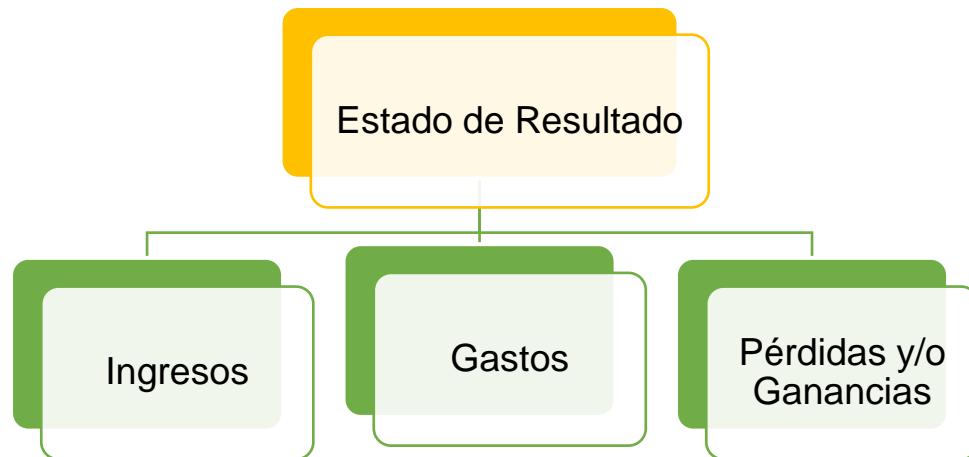 Estado de Resultado
Ingresos
Gastos
Pérdidas y/o
Ganancias